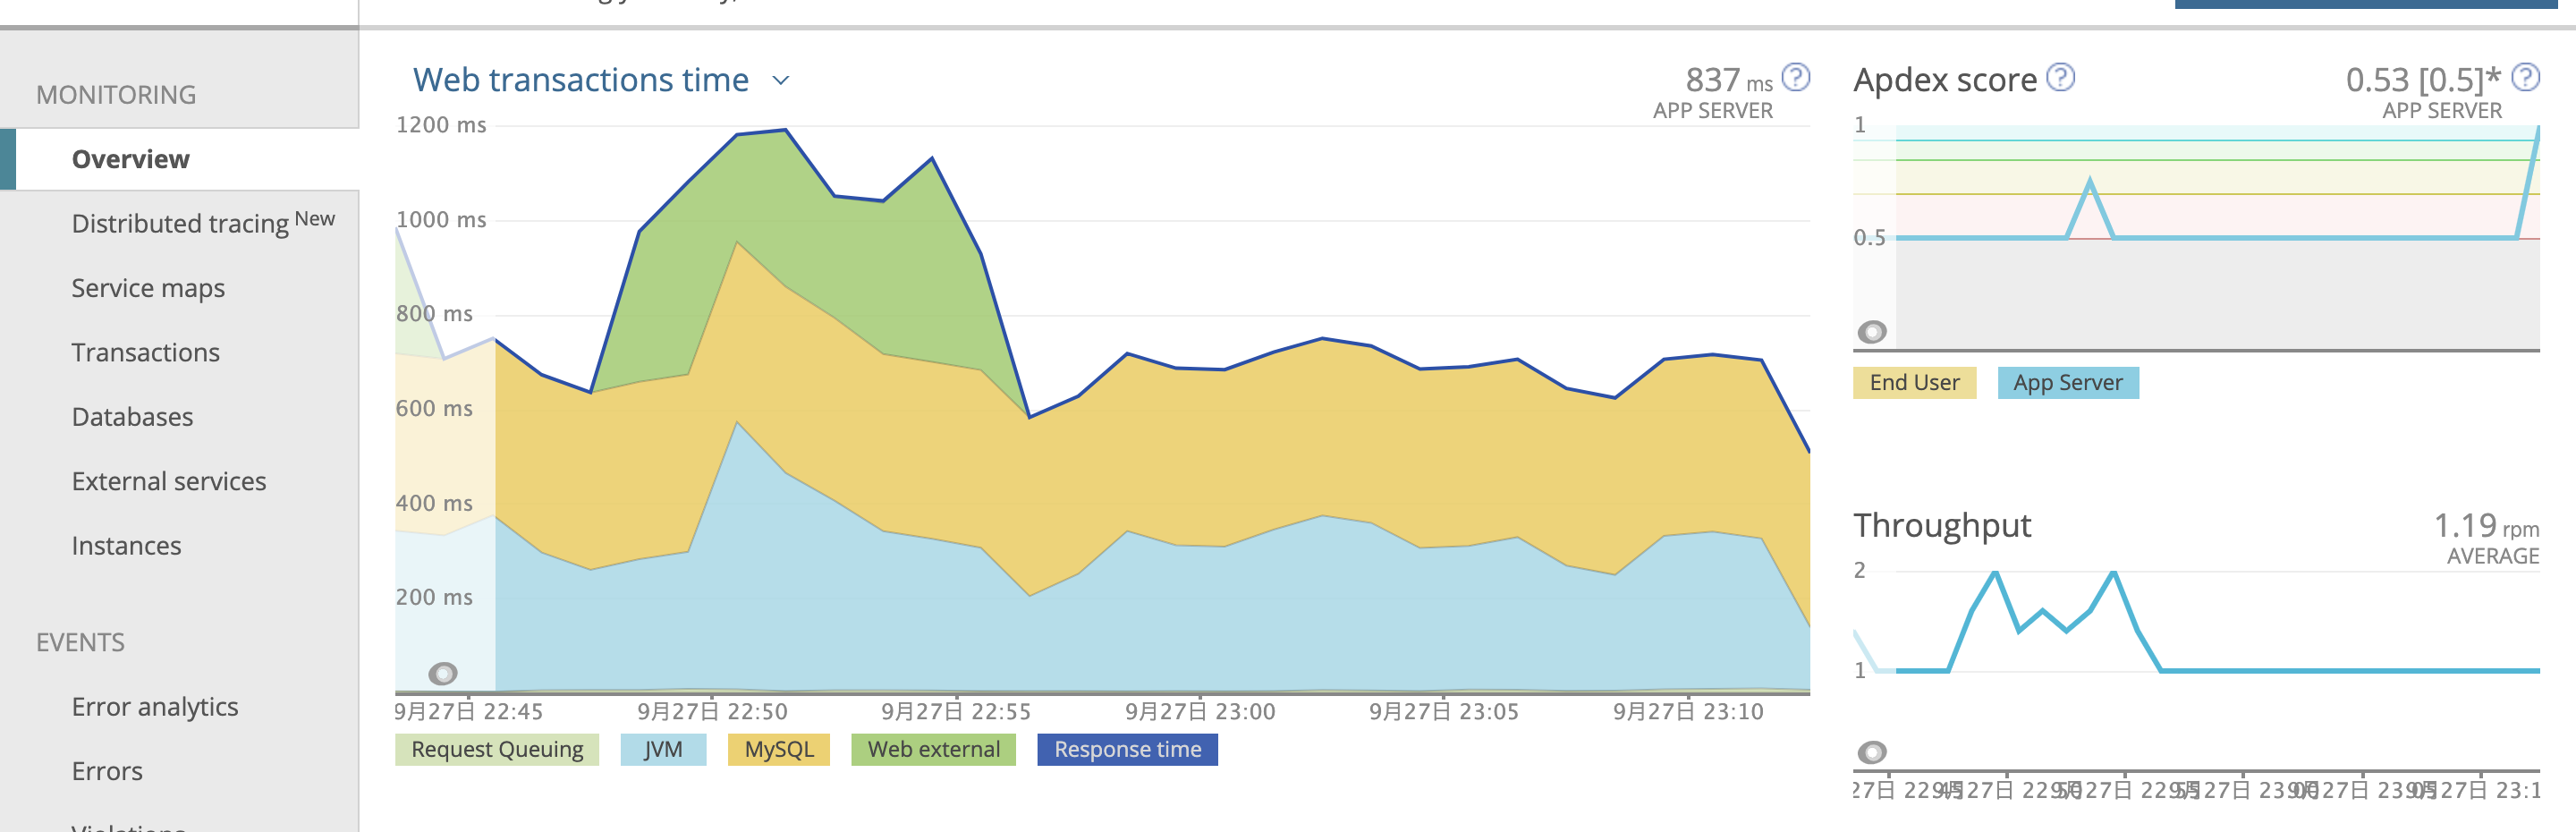 MONITORING
Overview
Distributed tracing New
Service maps
Transactions
Databases
External services
Instances
EVENTS
Error analytics
Errors
Violations
Web transactions time
837 ms
APP SERVER
1200 ms
1000 ms
800 ms
600 ms
400 ms
200 ms
9月27日 22:45
9月27日 22:50
9月27日 22:55
9月27日 23:00
9月27日 23:05
9月27日 23:10
Request Queuing
JVM
MySQL
Web external
Response time
Apdex score
0.53 [0.5]*
APP SERVER
1
0.5
End User
App Server
Throughput
1.19 rpm
AVERAGE
2
1